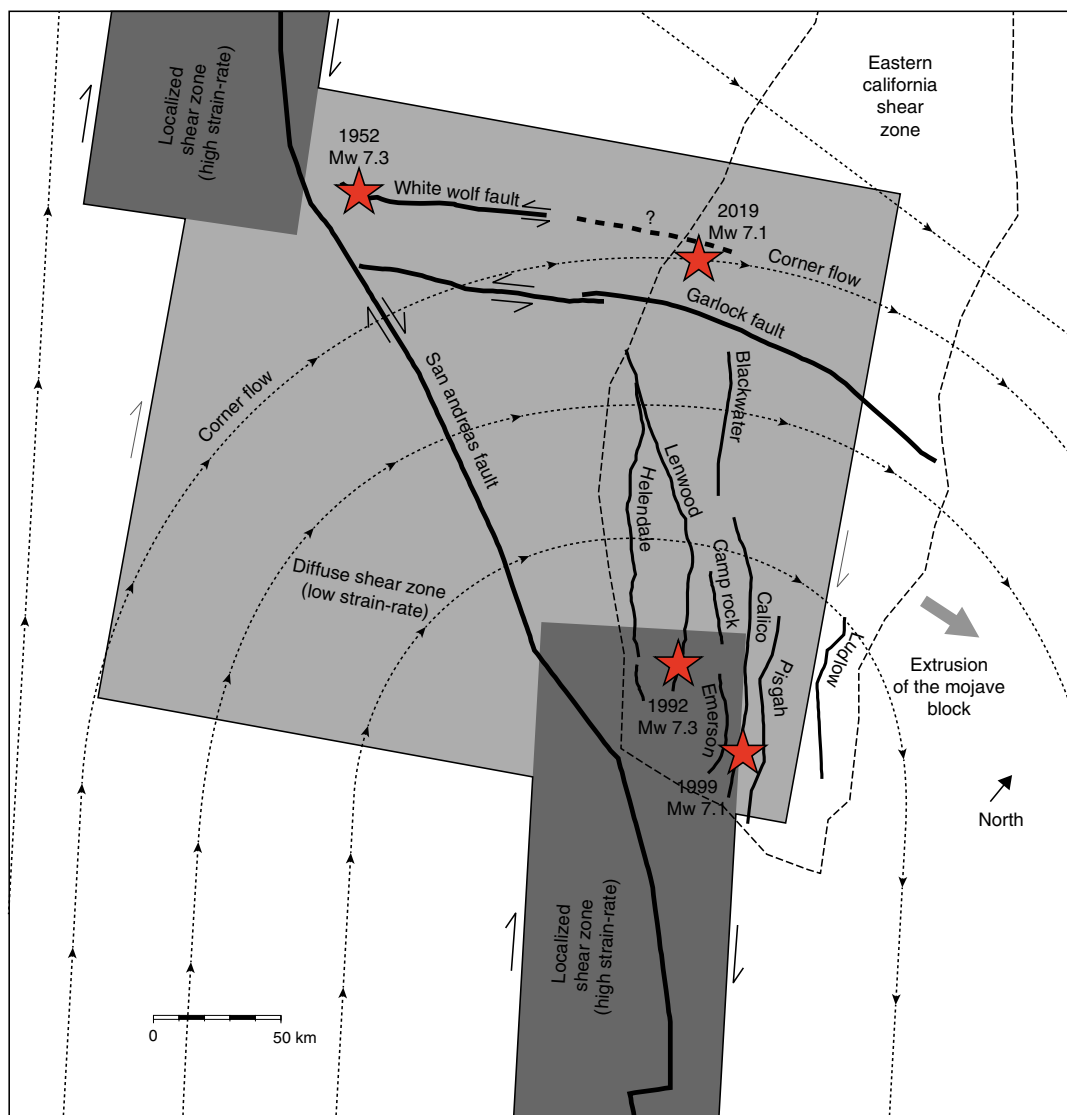 Localized
shear zone
(high strain-rate)
Eastern
california
shear
zone
1952
Mw 7.3
White wolf fault
?
2019
Mw 7.1
Corner flow
Garlock fault
Corner flow
San andreas fault
Blackwater
Lenwood
Helendale
Camp rock
Calico
Diffuse shear zone
(low strain-rate)
Pisgah
Ludlow
Extrusion
of the mojave
block
Emerson
1992
Mw 7.3
1999
Mw 7.1
North
Localized
shear zone
(high strain-rate)
0 50 km